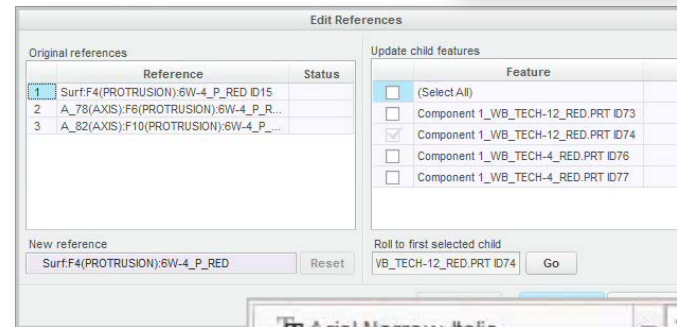 Edit References
Original references
Reference Status
1 Surf:F4(PROTRUSION):6W-4_P_RED ID15
2 A_78(AXIS):F6(PROTRUSION):6W-4_P_R...
3 A_82(AXIS):F10(PROTRUSION):6W-4_P_...
New reference
Surf:F4(PROTRUSION):6W-4_P_RED Reset
Update child features
Feature
(Select All)
Component 1_WB_TECH-12_RED.PRT ID73
Component 1_WB_TECH-12_RED.PRT ID74
Component 1_WB_TECH-4_RED.PRT ID76
Component 1_WB_TECH-4_RED.PRT ID77
Roll to first selected child
VB_TECH-12_RED.PRT ID74 Go
Arial Narrow Italic